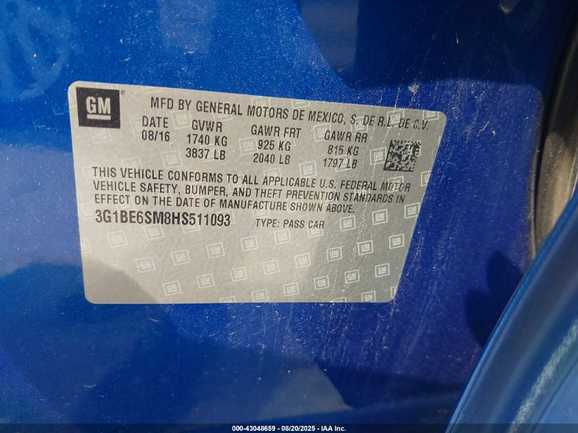 GM
MFD BY GENERAL MOTORS DE MEXICO, S. DE R.L. DE C.V.
DATE GVWR GAWR FRT GAWR RR
08/16 1740 KG 925 KG 815 KG
3837 LB 2040 LB 1797 LB
THIS VEHICLE CONFORMS TO ALL APPLICABLE U.S. FEDERAL MOTOR
VEHICLE SAFETY, BUMPER, AND THEFT PREVENTION STANDARDS IN
EFFECT ON THE DATE OF MANUFACTURE SHOWN ABOVE.
3G1BE6SM8HS511093 TYPE: PASS CAR
000-43048659 - 08/20/2025 - IAA Inc.